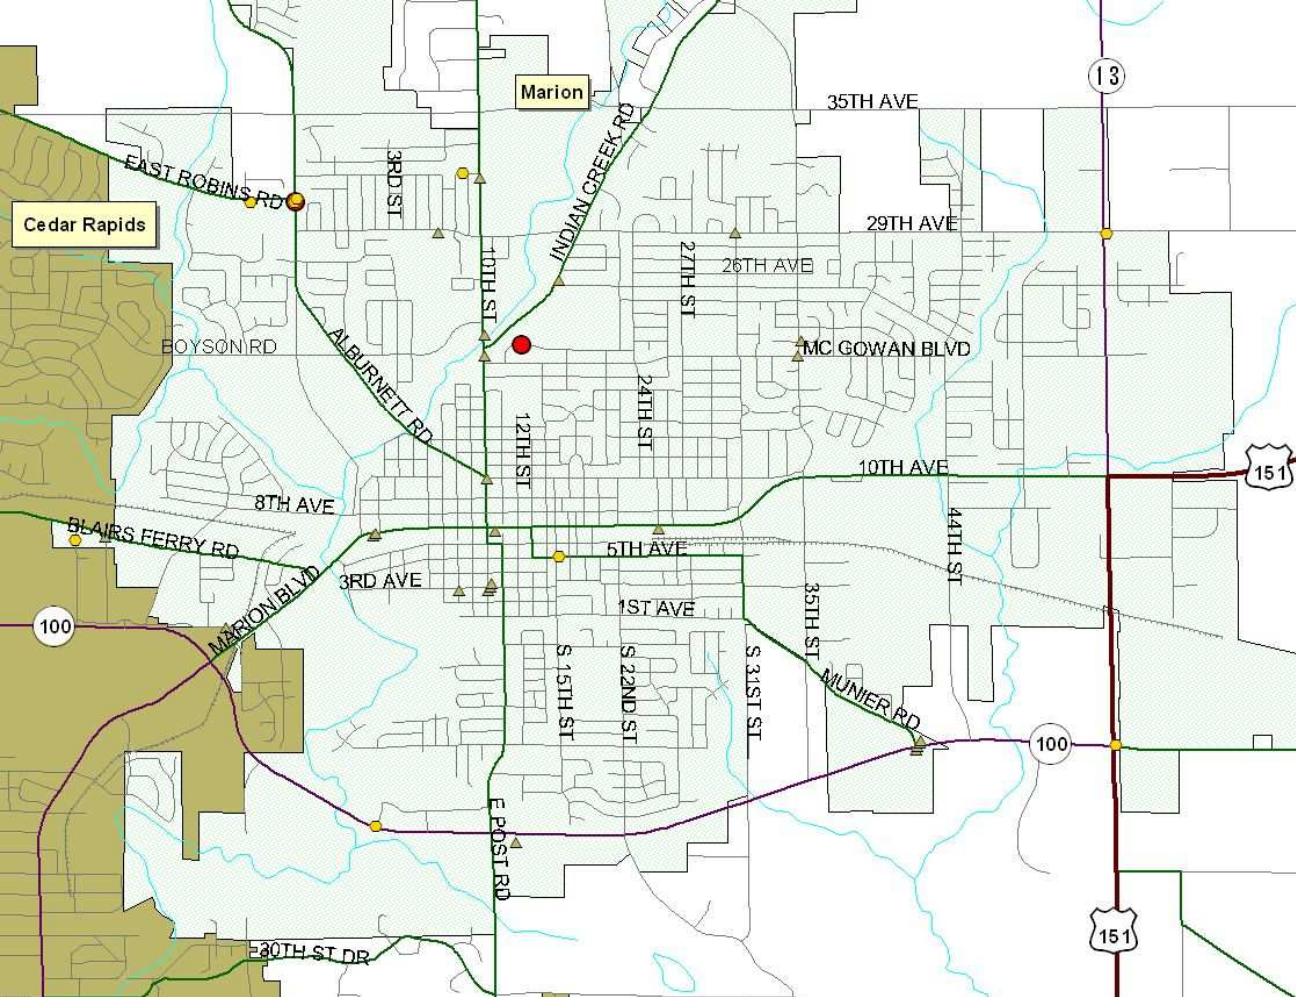 13
Marion
35TH AVE
INDIAN CREEK RD
EAST ROBINS RD
3RD ST
Cedar Rapids
29TH AVE
10TH ST
27TH ST
26TH AVE
BOYSON RD
ALBURNETT RD
MC GOWAN BLVD
24TH ST
12TH ST
10TH AVE
151
8TH AVE
BLAIRS FERRY RD
44TH ST
5TH AVE
3RD AVE
MARION BLVD
1ST AVE
35TH ST
100
S 15TH ST
S 22ND ST
S 31ST ST
MUNIER RD
100
E POST RD
151
30TH ST DR